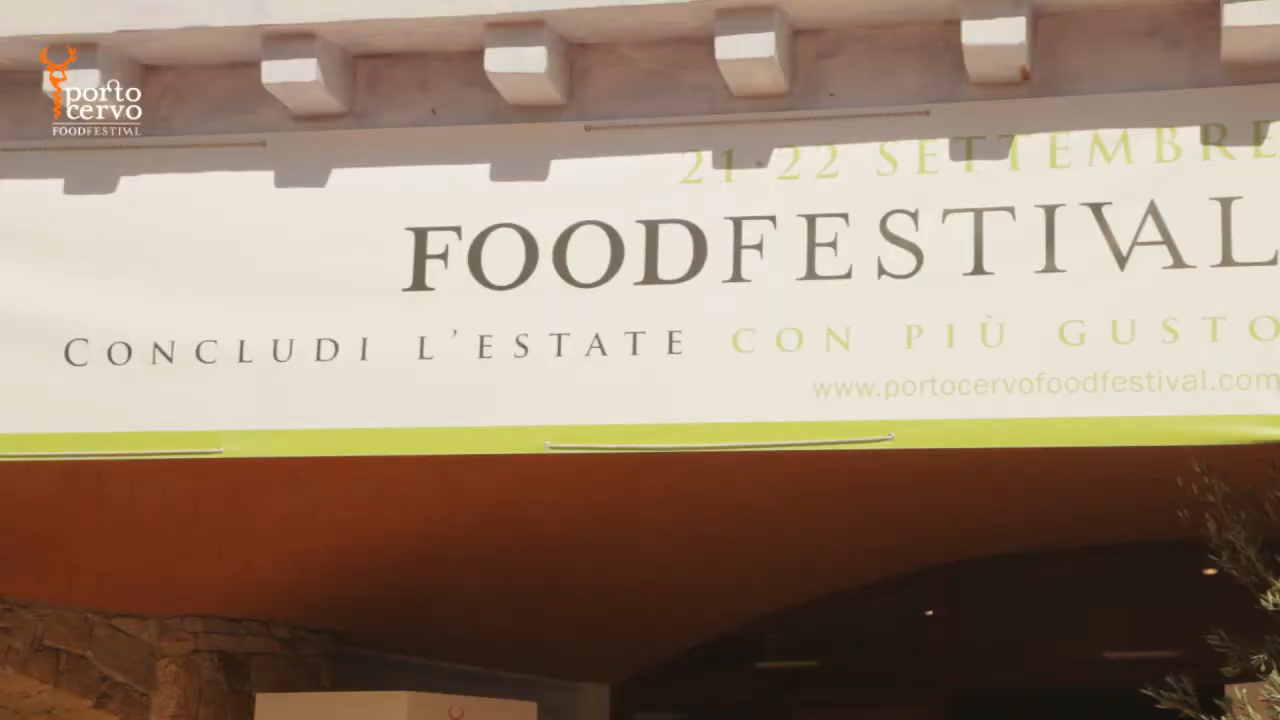 porto
cervo
FOODFESTIVAL
21-22 SETTEMBRE
FOODFESTIVAL
CONCLUDI L'ESTATE CON PIÙ GUSTO
www.portocervofoodfestival.com